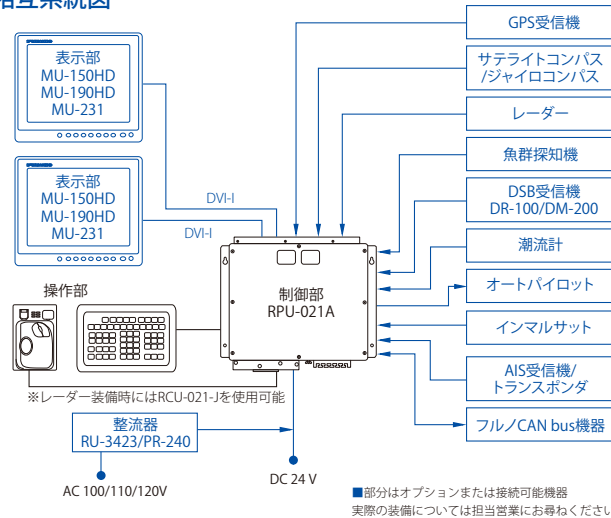 相互系統図
表示部
MU-150HD
MU-190HD
MU-231
表示部
MU-150HD
MU-190HD
MU-231
DVI-I
DVI-I
操作部
制御部
RPU-021A
※レーダー装備時にはRCU-021-Jを使用可能
整流器
RU-3423/PR-240
AC 100/110/120V
DC 24 V
GPS受信機
サテライトコンパス
/ジャイロコンパス
レーダー
魚群探知機
DSB受信機
DR-100/DM-200
潮流計
オートパイロット
インマルサット
AIS受信機/
トランスポンダ
フルノCAN bus機器
■部分はオプションまたは接続可能機器
実際の装備については担当営業にお尋ねください